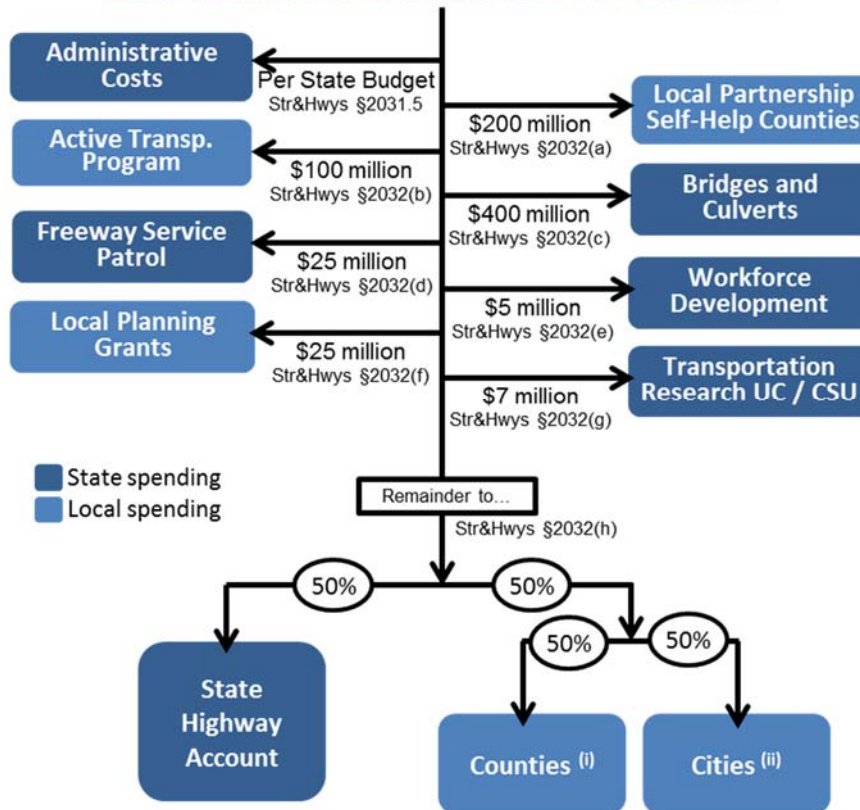 Administrative
Costs
Per State Budget
Str&Hwys §2031.5
Local Partnership
Self-Help Counties
$200 million
Str&Hwys §2032(a)
Active Transp.
Program
$100 million
Str&Hwys §2032(b)
Bridges and
Culverts
$400 million
Str&Hwys §2032(c)
Freeway Service
Patrol
$25 million
Str&Hwys §2032(d)
Workforce
Development
$5 million
Str&Hwys §2032(e)
Local Planning
Grants
$25 million
Str&Hwys §2032(f)
Transportation
Research UC / CSU
$7 million
Str&Hwys §2032(g)
State spending
Local spending
Remainder to...
Str&Hwys §2032(h)
50%
50%
50%
50%
State
Highway
Account
Counties (i)
Cities (ii)